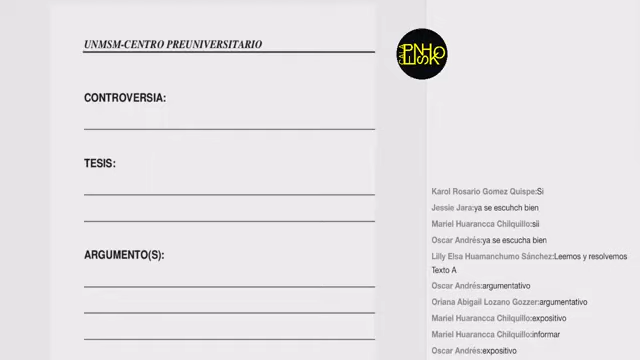 UNMSM-CENTRO PREUNIVERSITARIO
CONTROVERSIA:
TESIS:
ARGUMENTO(S):
Karol Rosario Gomez Quispe:Si
Jessie Jara:ya se escuhch bien
Mariel Huarancca Chilquillo:sii
Oscar Andrés:ya se escucha bien
Lilly Elsa Huamanchumo Sánchez:Leemos y resolvemos
Texto A
Oscar Andrés:argumentativo
Oriana Abigail Lozano Gozzer:argumentativo
Mariel Huarancca Chilquillo:expositivo
Mariel Huarancca Chilquillo:informar
Oscar Andrés:expositivo